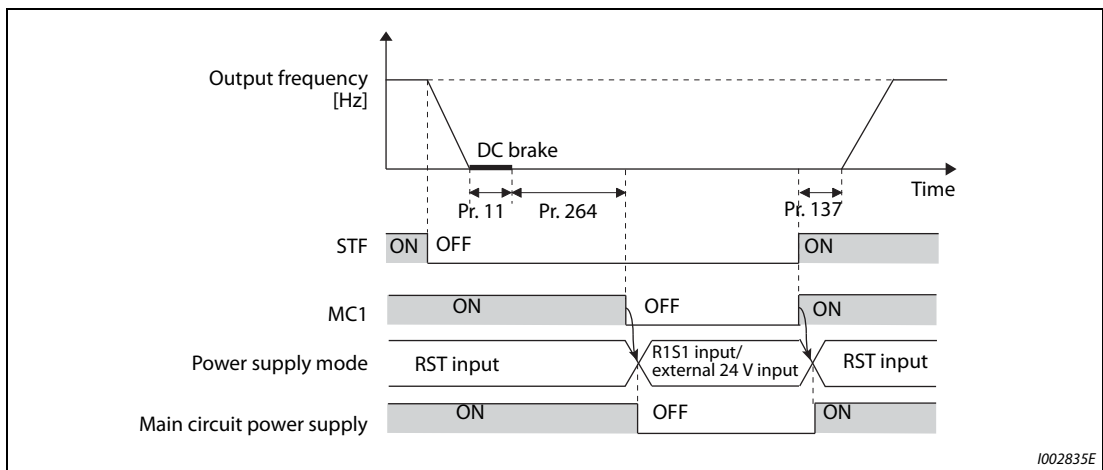 Output frequency
[Hz]
DC brake
Time
Pr. 11
Pr. 264
Pr. 137
STF
ON
OFF
ON
MC1
ON
OFF
ON
Power supply mode
RST input
R1S1 input/
external 24 V input
RST input
Main circuit power supply
ON
OFF
ON
I002835E